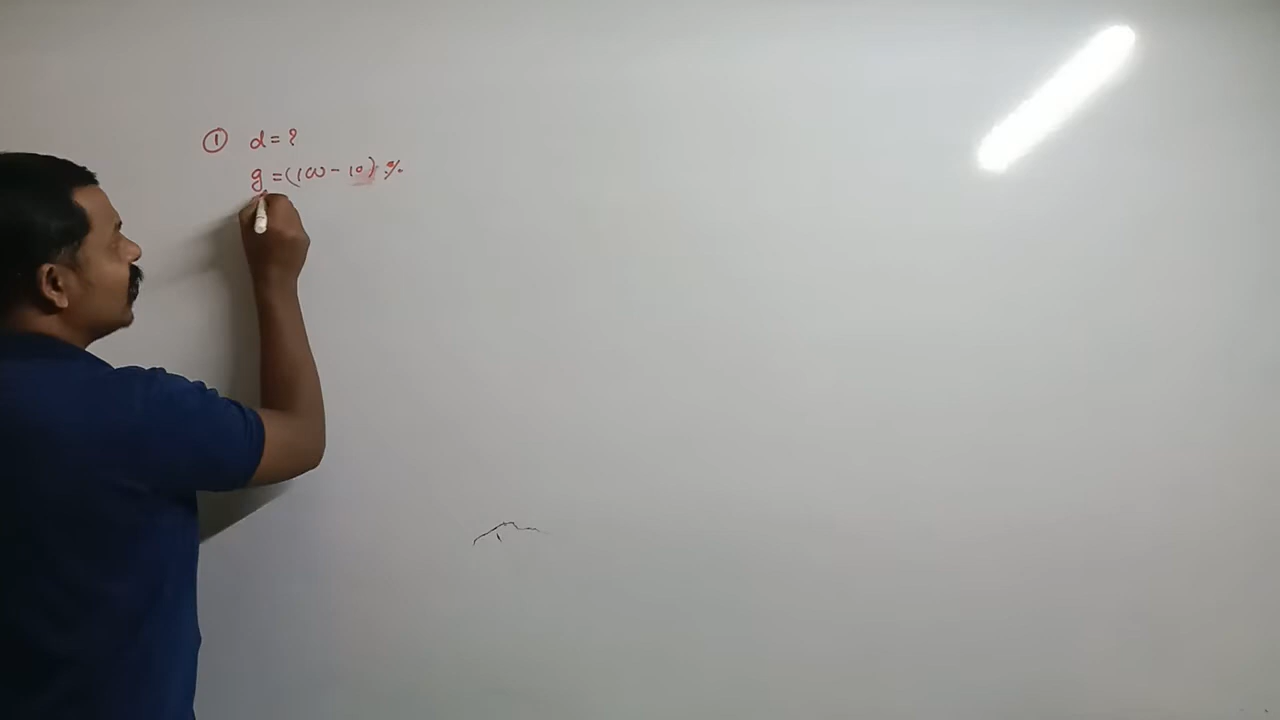 ① d = ?
g = (100 - 10) %